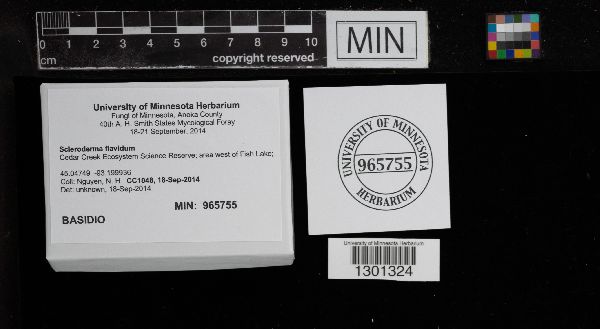 0 1 2 3 4 5 6 7 8 9 10
cm
copyright reserved
MIN
University of Minnesota Herbarium
Fungi of Minnesota, Anoka County
40th A. H. Smith States Mycological Foray
18-21 September, 2014
Scleroderma flavidum
Cedar Creek Ecosystem Science Reserve; area west of Fish Lake;
45.04749 -93.199936
Coll: Nguyen, N. H. CC1048, 18-Sep-2014
Det: unknown, 18-Sep-2014
MIN: 965755
BASIDIO
UNIVERSITY OF MINNESOTA
965755
HERBARIUM
University of Minnesota Herbarium
1301324